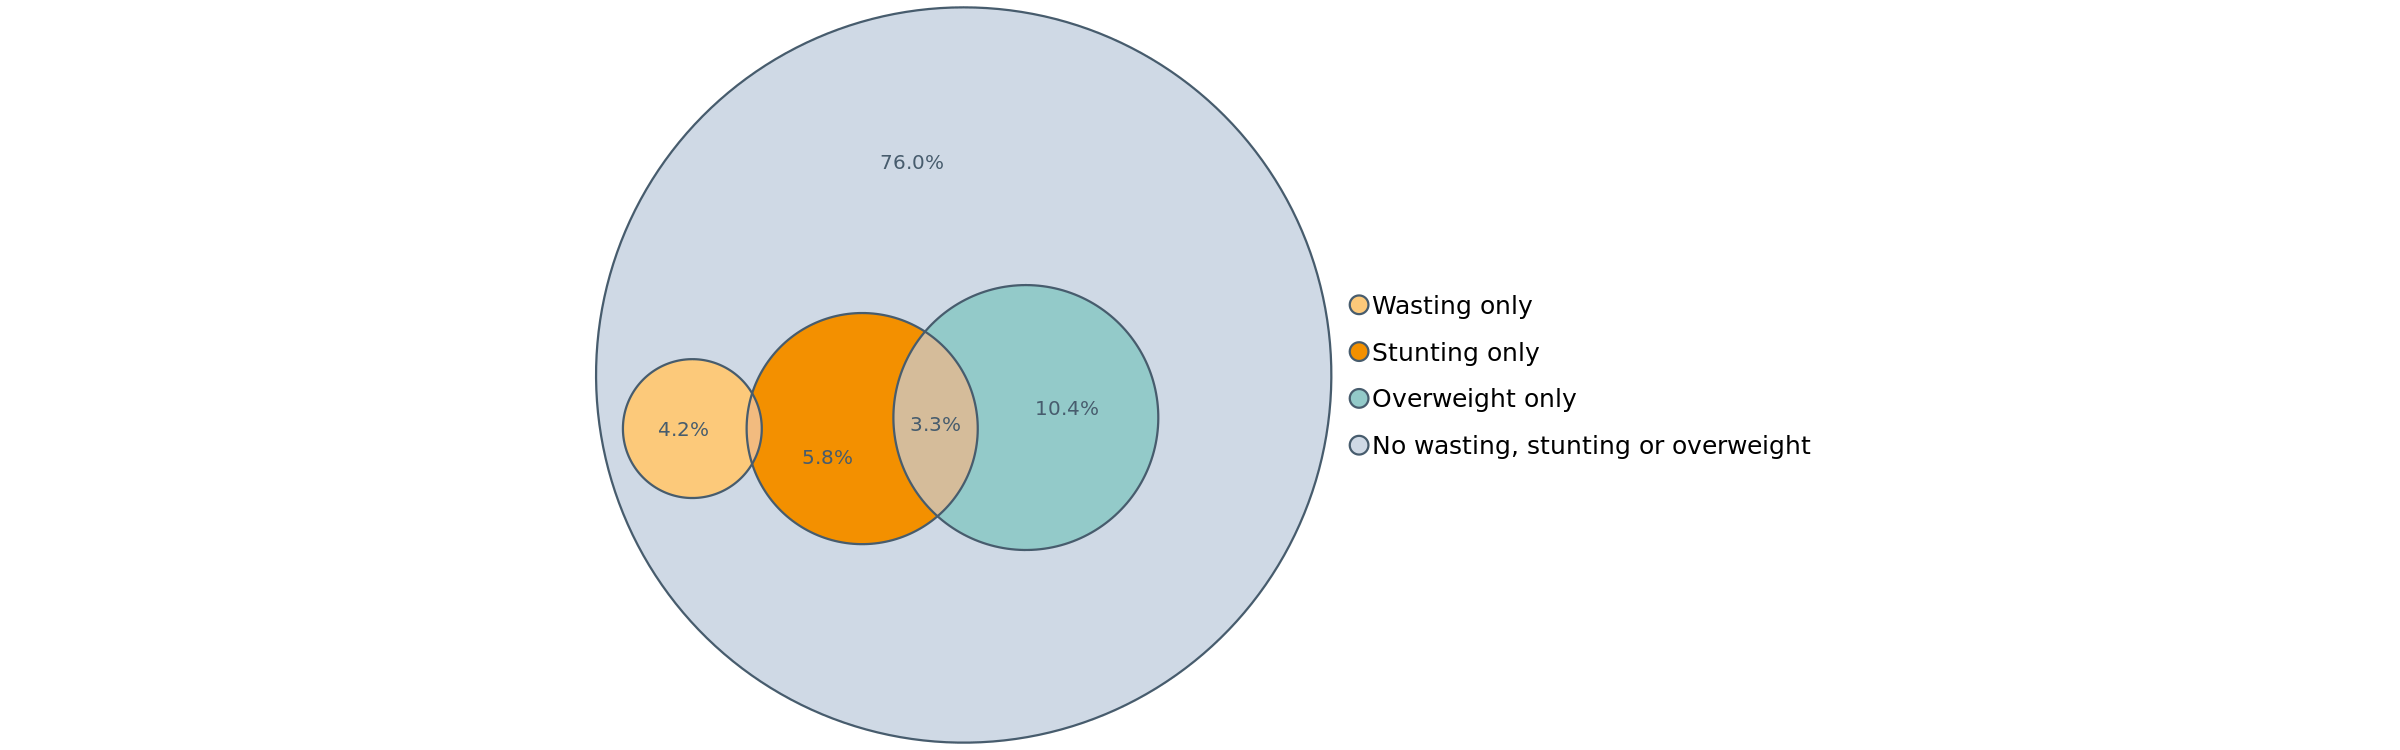 76.0%
4.2%
5.8%
3.3%
10.4%
Wasting only
Stunting only
Overweight only
No wasting, stunting or overweight